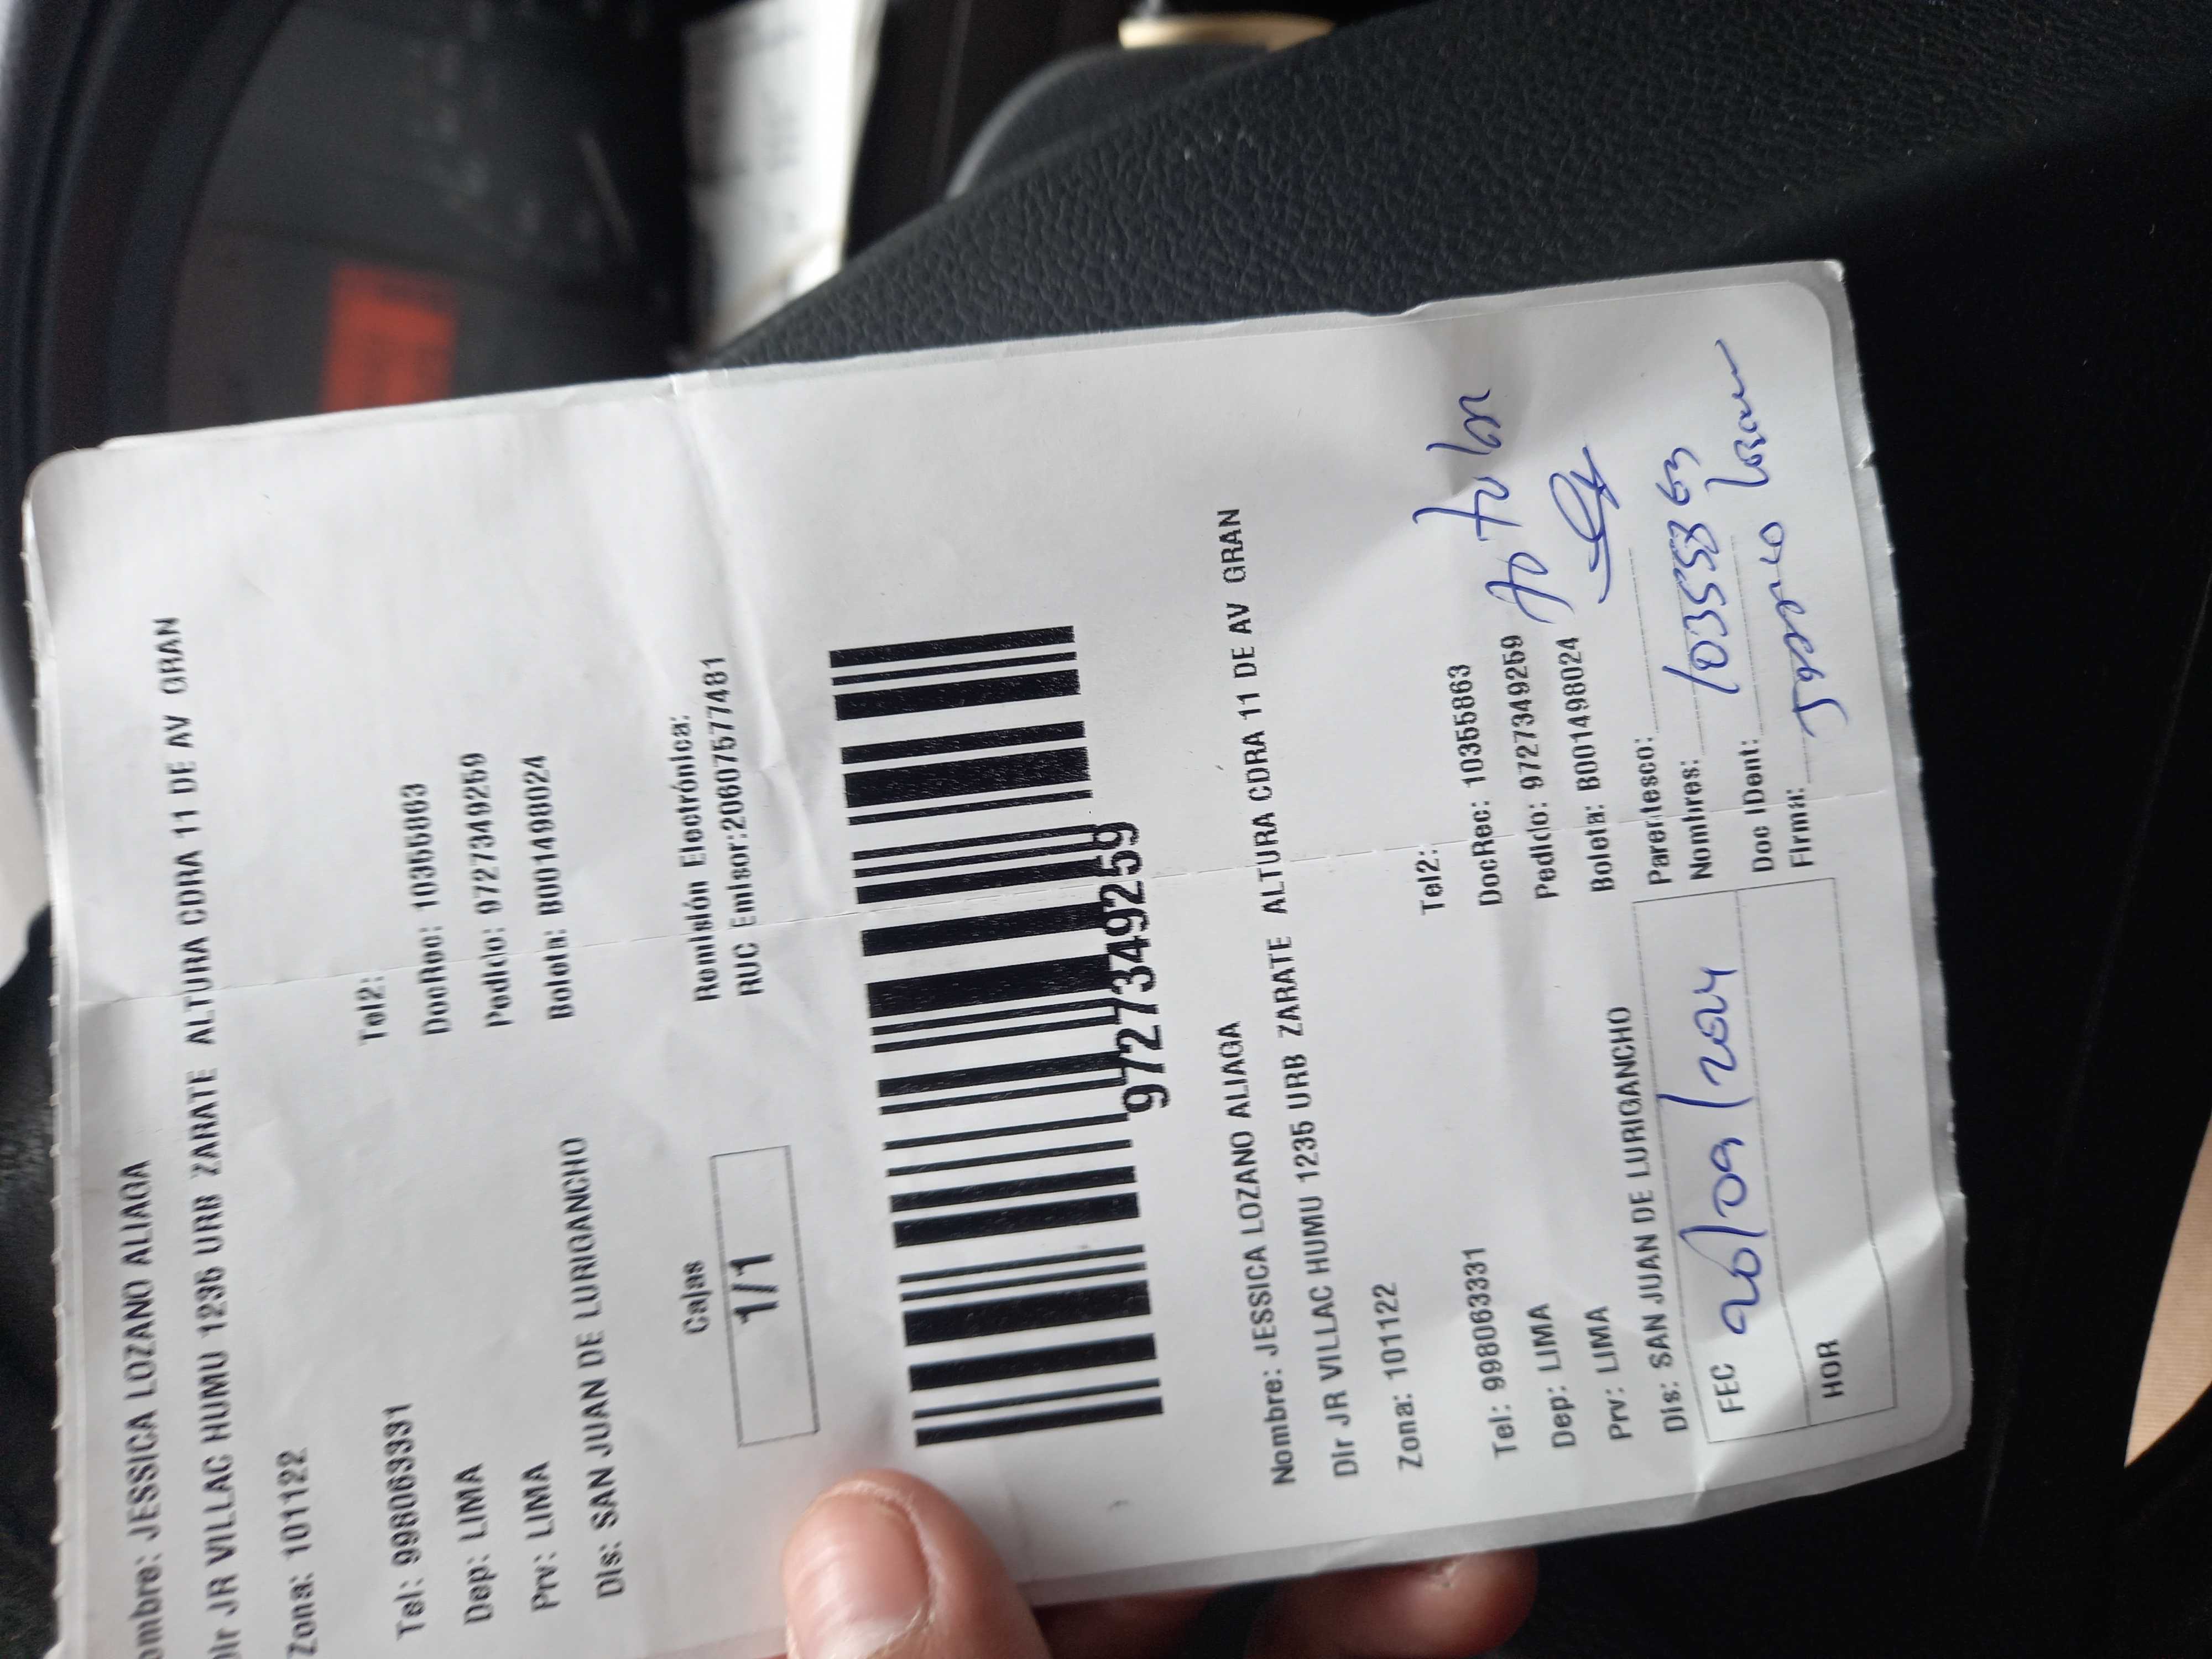 ombre: JESSICA LOZANO ALIAGA
Dir JR VILLAC HUMU 1235 URB ZARATE ALTURA CDRA 11 DE AV GRAN
Zona: 101122
Tel: 998063331
Tel2:
Dep: LIMA
DocRec: 10355863
Prv: LIMA
Pedido: 9727349259
Dis: SAN JUAN DE LURIGANCHO
Boleta: B001498024
Cajas
1/1
Remisión Electrónica:
RUC Emisor:20607577481
9727349259
Nombre: JESSICA LOZANO ALIAGA
Dir JR VILLAC HUMU 1235 URB ZARATE ALTURA CDRA 11 DE AV GRAN
Zona: 101122
Tel: 998063331
Tel2:
Dep: LIMA
DocRec: 10355863
Prv: LIMA
Pedido: 9727349259
Dis: SAN JUAN DE LURIGANCHO
Boleta: B001498024
FEC 20/09/2024
HOR
Parentesco:
Nombres:
Doc IDent:
Firma:
Jessica Lozano